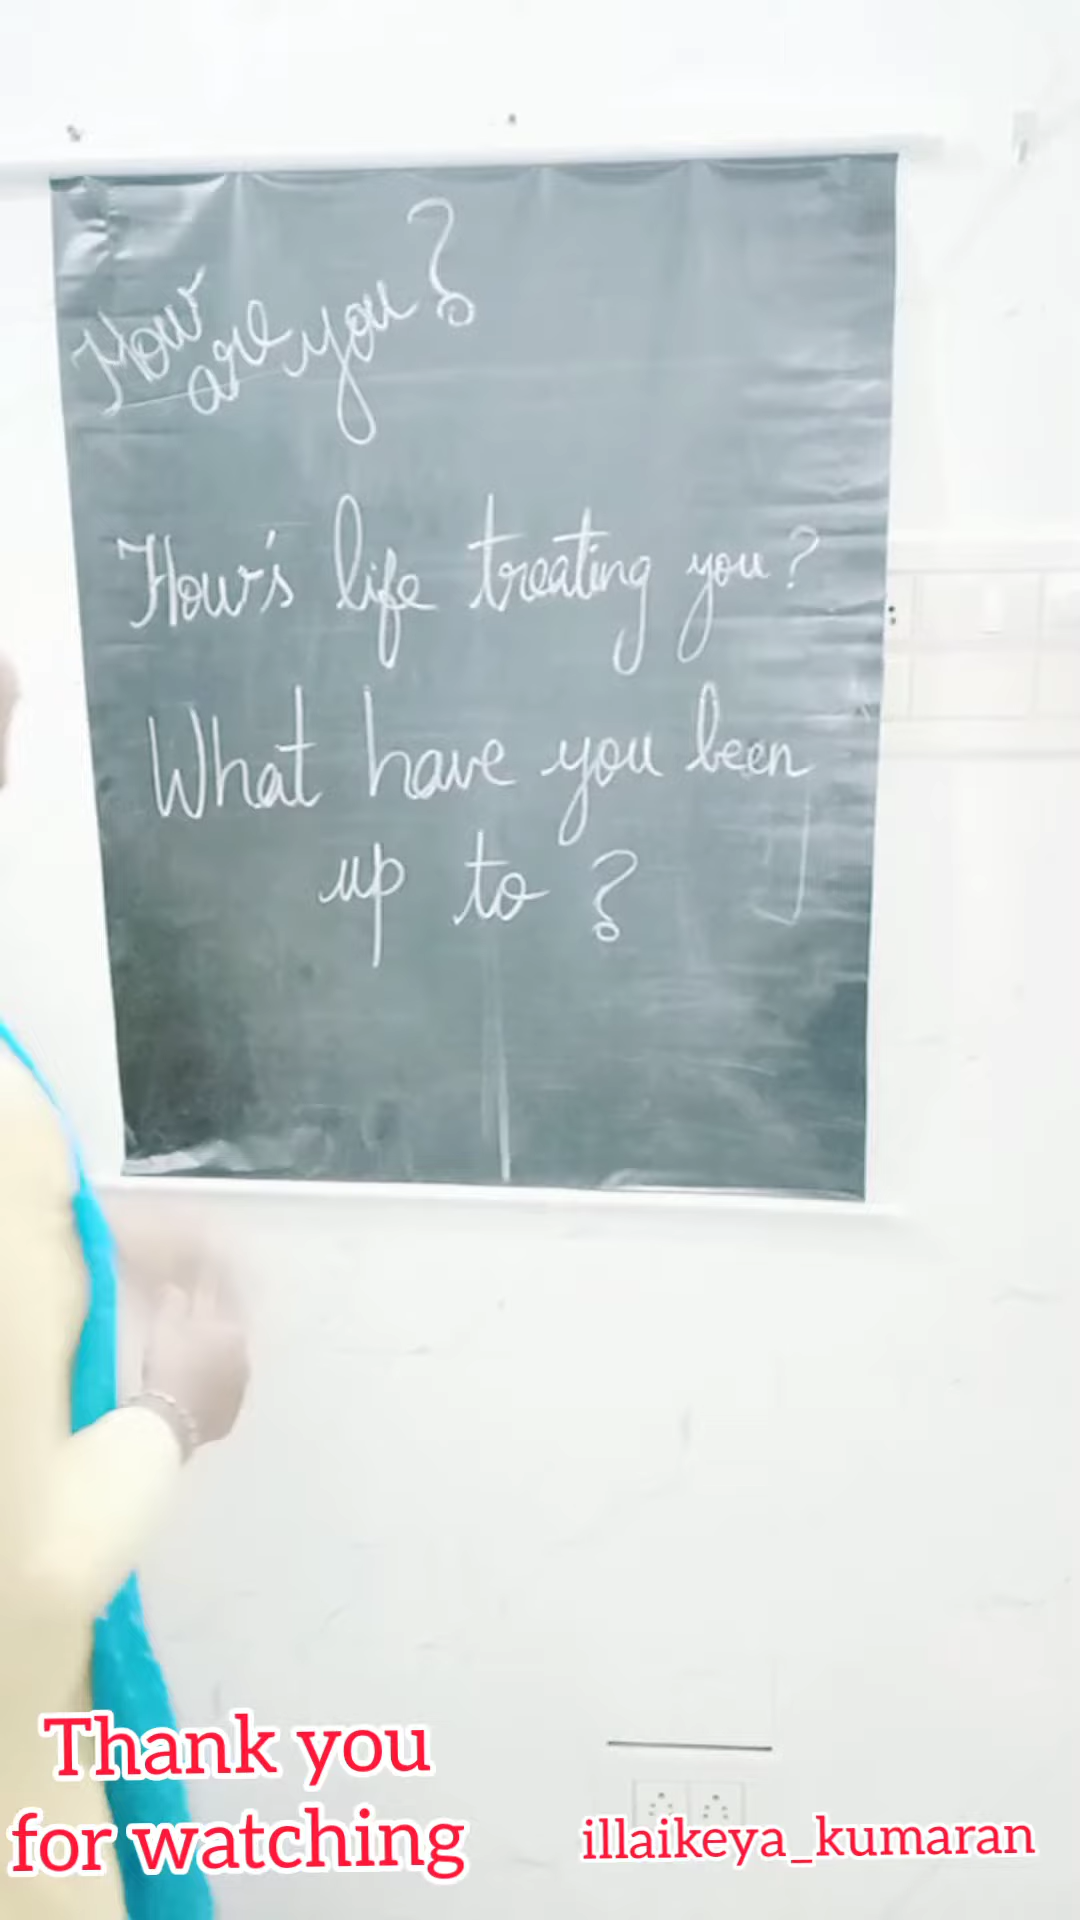 How are you?
How's life treating you?
What have you been
up to?
Thank you
for watching
illaikeya_kumaran